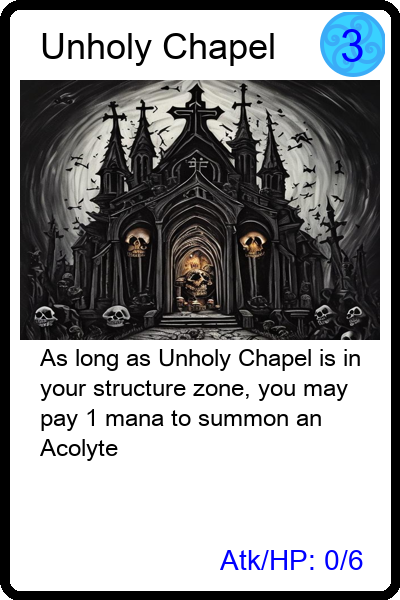 Unholy Chapel
3
As long as Unholy Chapel is in
your structure zone, you may
pay 1 mana to summon an
Acolyte
Atk/HP: 0/6